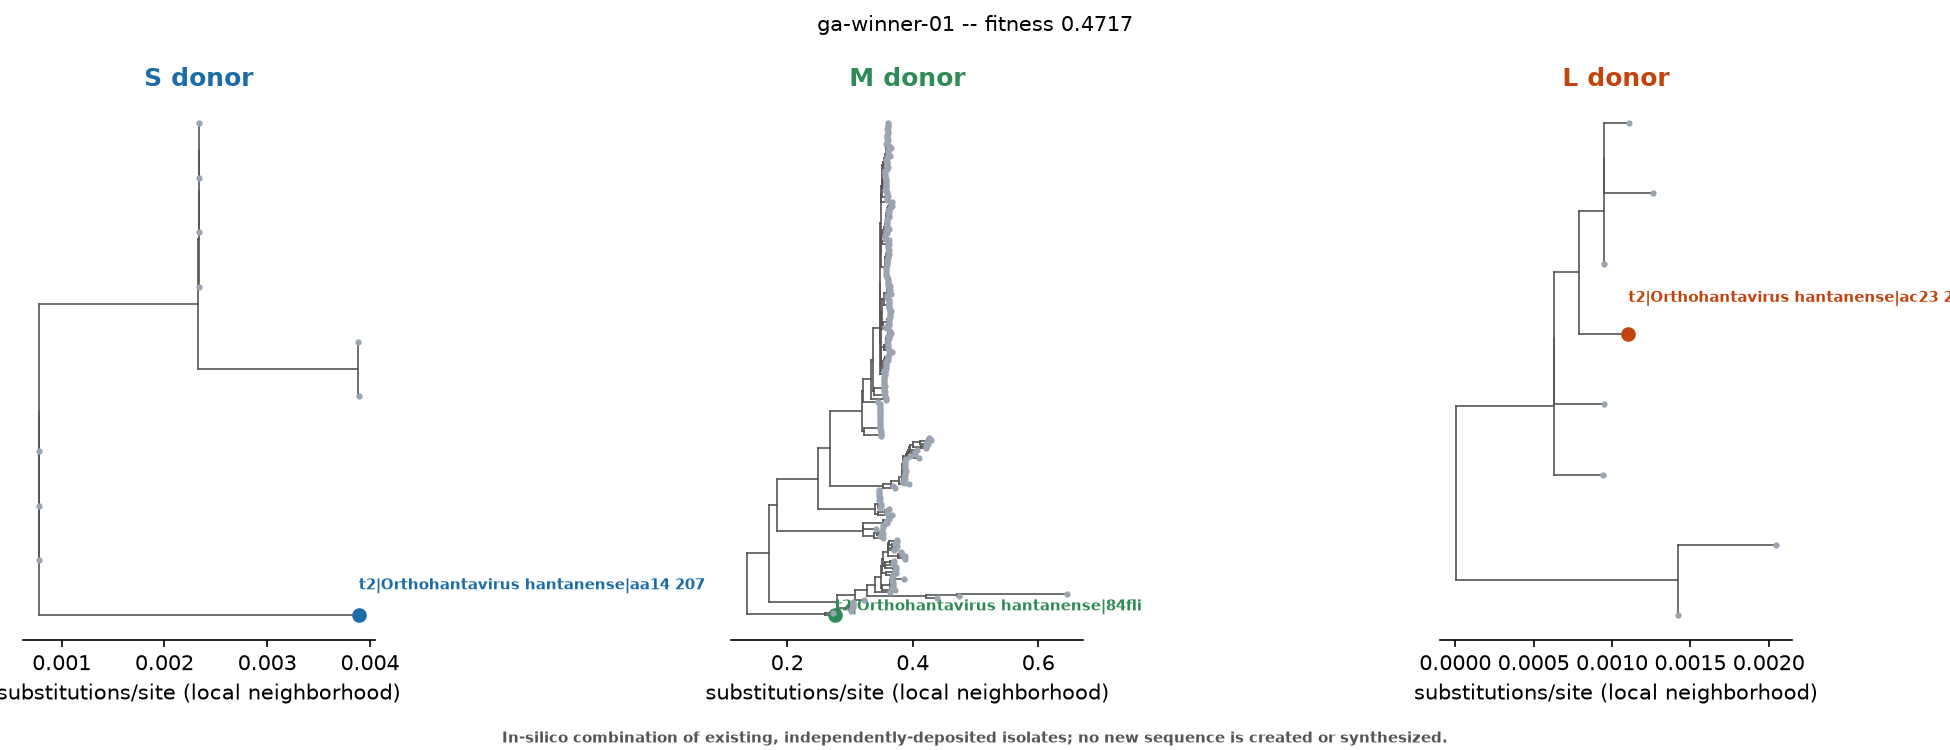 ga-winner-01 -- fitness 0.4717
S donor
M donor
L donor
t2|Orthohantavirus hantanense|ac23 2
t2|Orthohantavirus hantanense|aa14 207
t2|Orthohantavirus hantanense|84fli
0.001 0.002 0.003 0.004
0.2 0.4 0.6
0.0000 0.0005 0.0010 0.0015 0.0020
substitutions/site (local neighborhood)
substitutions/site (local neighborhood)
substitutions/site (local neighborhood)
In-silico combination of existing, independently-deposited isolates; no new sequence is created or synthesized.